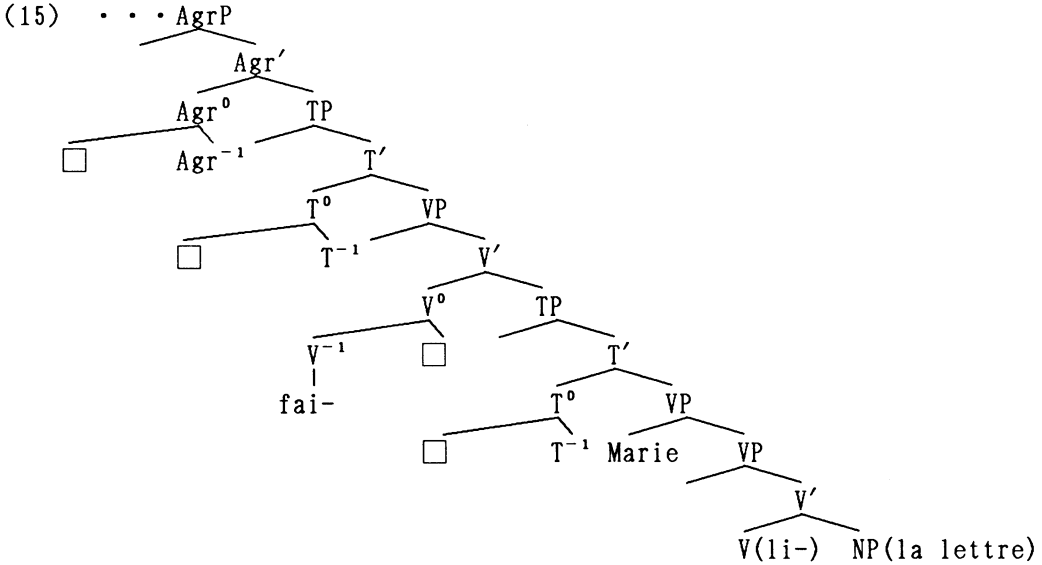 (15) ・・・AgrP
Agr′
Agr⁰ TP
□ Agr⁻¹ T′
T⁰ VP
□ T⁻¹ V′
V⁰ TP
V⁻¹ □ T′
fai- T⁰ VP
□ T⁻¹ Marie VP
V′
V(li-) NP(la lettre)